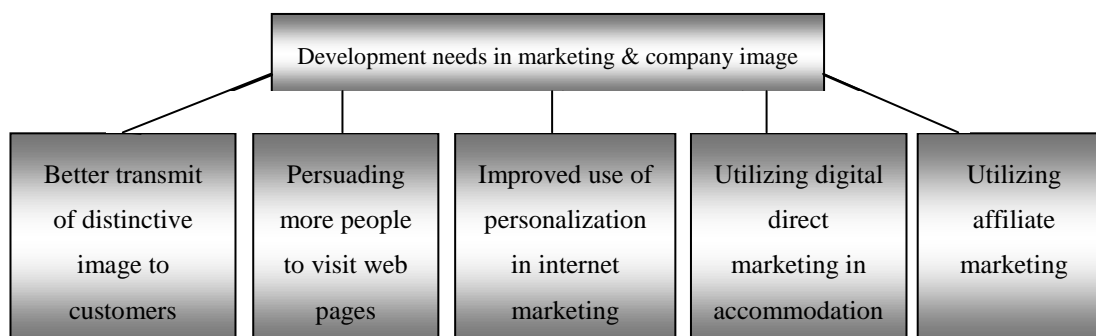 Development needs in marketing & company image
Better transmit
of distinctive
image to
customers
Persuading
more people
to visit web
pages
Improved use of
personalization
in internet
marketing
Utilizing digital
direct
marketing in
accommodation
Utilizing
affiliate
marketing